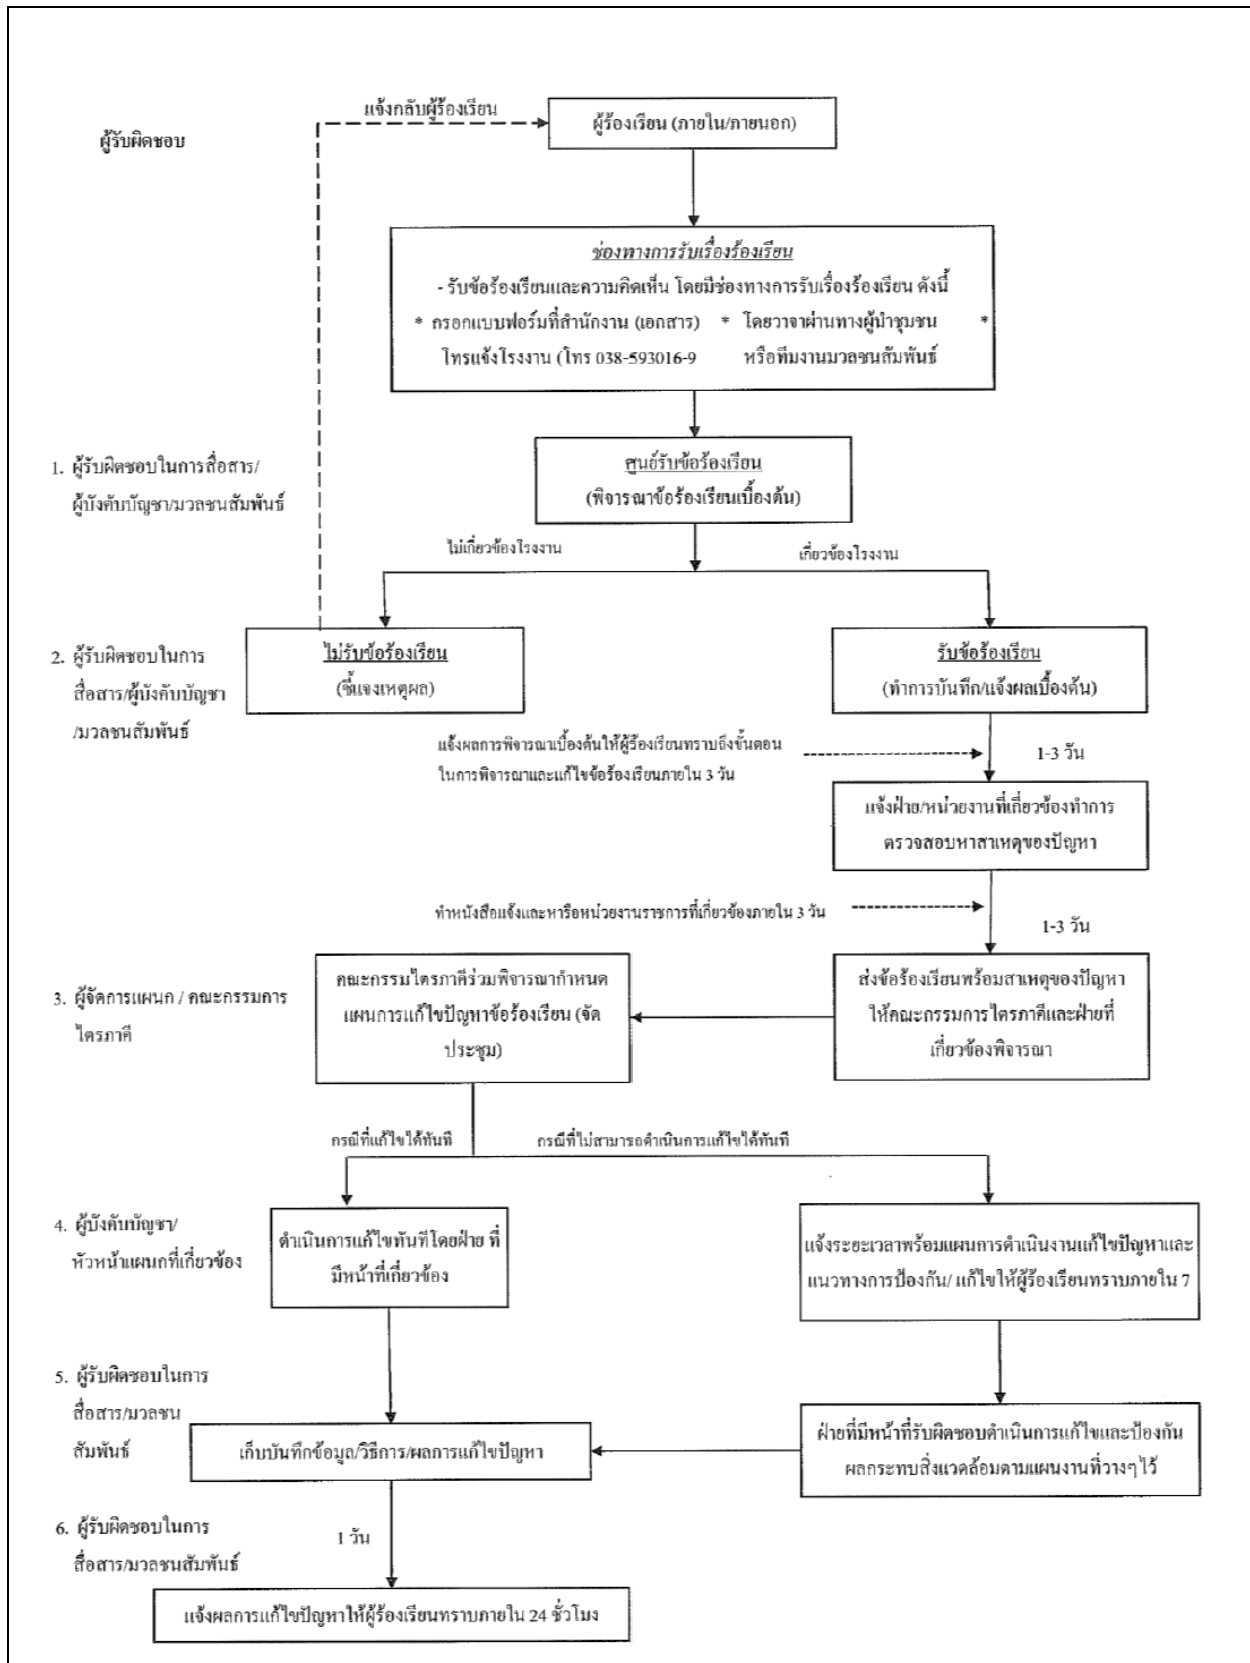 แจ้งกลับผู้ร้องเรียน
ผู้ร้องเรียน (ภายใน/ภายนอก)
ผู้รับผิดชอบ
ช่องทางการรับเรื่องร้องเรียน
- รับข้อร้องเรียนและความคิดเห็น โดยมีช่องทางการรับเรื่องร้องเรียน ดังนี้
* กรอกแบบฟอร์มที่สำนักงาน (เอกสาร) * โดยวาจาผ่านทางผู้นำชุมชน *
โทรแจ้งโรงงาน (โทร 038-593016-9 หรือทีมงานมวลชนสัมพันธ์
1. ผู้รับผิดชอบในการสื่อสาร/
ผู้บังคับบัญชา/มวลชนสัมพันธ์
ศูนย์รับข้อร้องเรียน
(พิจารณาข้อร้องเรียนเบื้องต้น)
ไม่เกี่ยวข้องโรงงาน
เกี่ยวข้องโรงงาน
2. ผู้รับผิดชอบในการ
สื่อสาร/ผู้บังคับบัญชา
/มวลชนสัมพันธ์
ไม่รับข้อร้องเรียน
(ชี้แจงเหตุผล)
รับข้อร้องเรียน
(ทำการบันทึก/แจ้งผลเบื้องต้น)
แจ้งผลการพิจารณาเบื้องต้นให้ผู้ร้องเรียนทราบถึงขั้นตอน
ในการพิจารณาและแก้ไขข้อร้องเรียนภายใน 3 วัน
1-3 วัน
แจ้งฝ่าย/หน่วยงานที่เกี่ยวข้องทำการ
ตรวจสอบหาสาเหตุของปัญหา
ทำหนังสือแจ้งและหารือหน่วยงานราชการที่เกี่ยวข้องภายใน 3 วัน
1-3 วัน
3. ผู้จัดการแผนก / คณะกรรมการ
ไตรภาคี
คณะกรรมไตรภาคีร่วมพิจารณากำหนด
แผนการแก้ไขปัญหาข้อร้องเรียน (จัด
ประชุม)
ส่งข้อร้องเรียนพร้อมสาเหตุของปัญหา
ให้คณะกรรมการไตรภาคีและฝ่ายที่
เกี่ยวข้องพิจารณา
กรณีที่แก้ไขได้ทันที
กรณีที่ไม่สามารถดำเนินการแก้ไขได้ทันที
4. ผู้บังคับบัญชา/
หัวหน้าแผนกที่เกี่ยวข้อง
ดำเนินการแก้ไขทันทีโดยฝ่าย ที่
มีหน้าที่เกี่ยวข้อง
แจ้งระยะเวลาพร้อมแผนการดำเนินงานแก้ไขปัญหาและ
แนวทางการป้องกัน/ แก้ไขให้ผู้ร้องเรียนทราบภายใน 7
5. ผู้รับผิดชอบในการ
สื่อสาร/มวลชน
สัมพันธ์
เก็บบันทึกข้อมูล/วิธีการ/ผลการแก้ไขปัญหา
ฝ่ายที่มีหน้าที่รับผิดชอบดำเนินการแก้ไขและป้องกัน
ผลกระทบสิ่งแวดล้อมตามแผนงานที่วางๆ ไว้
6. ผู้รับผิดชอบในการ
สื่อสาร/มวลชนสัมพันธ์
1 วัน
แจ้งผลการแก้ไขปัญหาให้ผู้ร้องเรียนทราบภายใน 24 ชั่วโมง